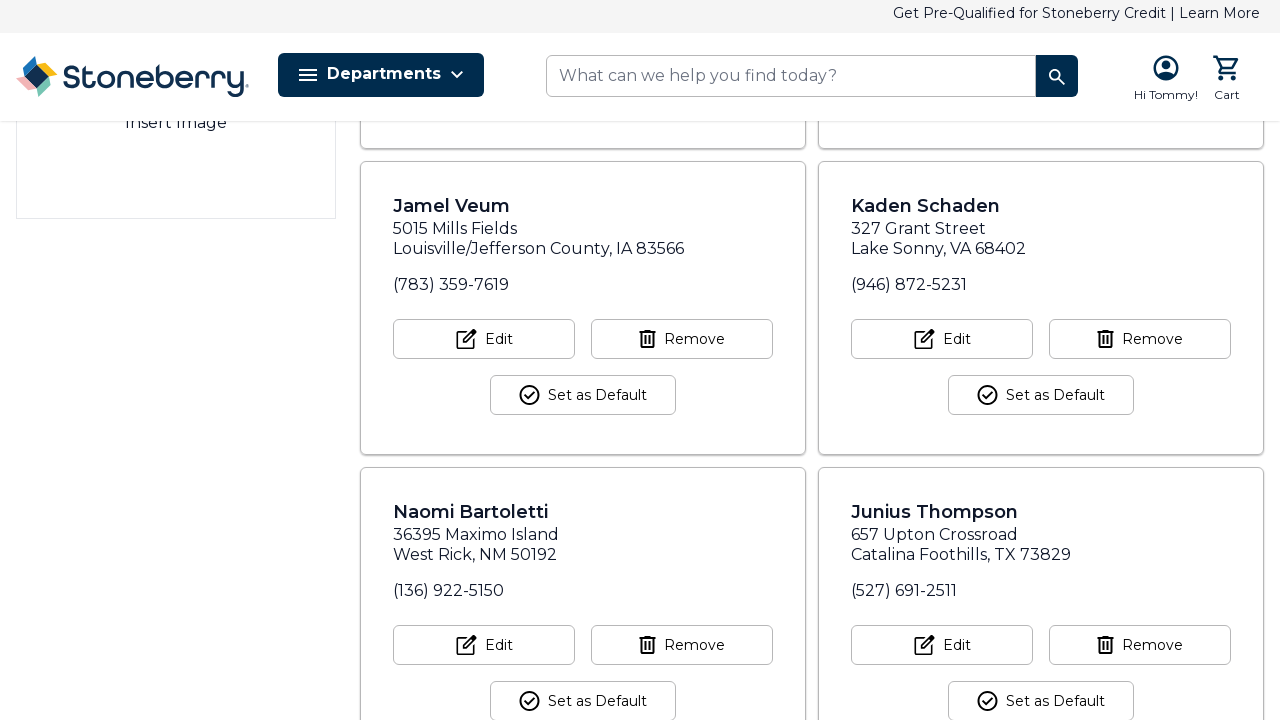 Get Pre-Qualified for Stoneberry Credit | Learn More
Stoneberry
Departments
What can we help you find today?
Hi Tommy!
Cart
Insert Image
Jamel Veum
5015 Mills Fields
Louisville/Jefferson County, IA 83566
(783) 359-7619
Edit
Remove
Set as Default
Kaden Schaden
327 Grant Street
Lake Sonny, VA 68402
(946) 872-5231
Edit
Remove
Set as Default
Naomi Bartoletti
36395 Maximo Island
West Rick, NM 50192
(136) 922-5150
Edit
Remove
Set as Default
Junius Thompson
657 Upton Crossroad
Catalina Foothills, TX 73829
(527) 691-2511
Edit
Remove
Set as Default